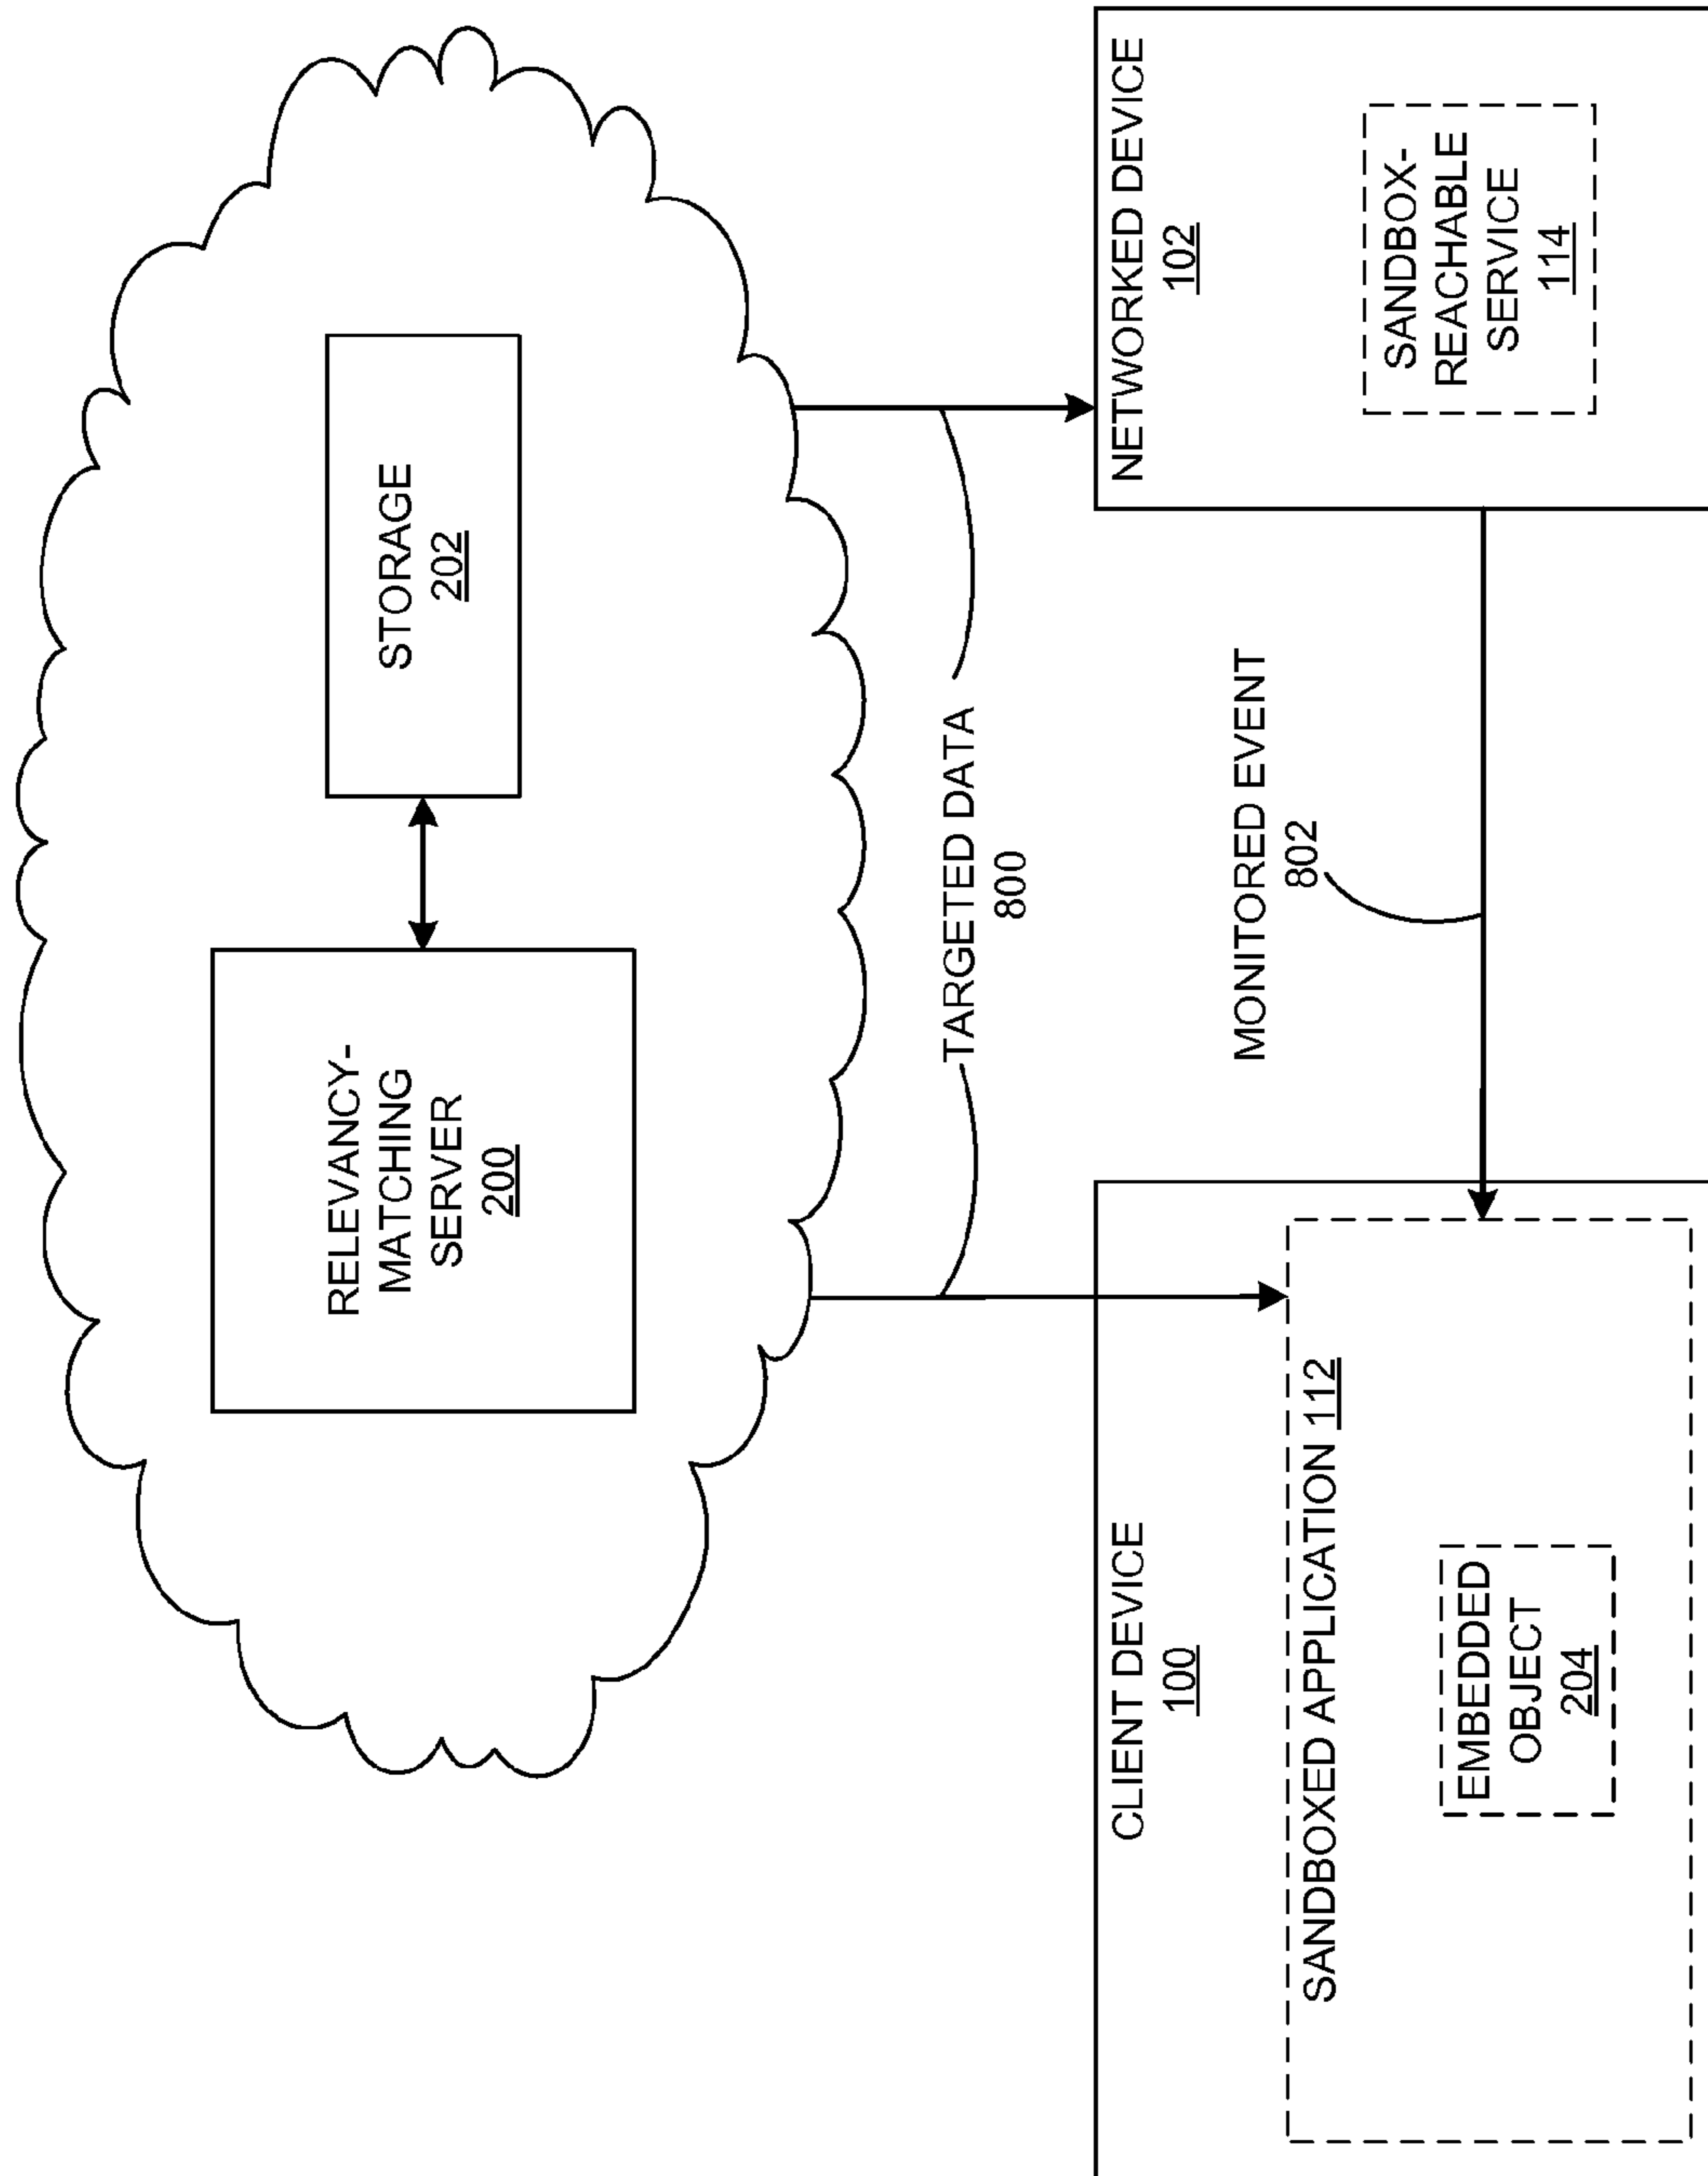 RELEVANCY-
MATCHING
SERVER
200
STORAGE
202
TARGETED DATA
800
MONITORED EVENT
802
CLIENT DEVICE
100
SANDBOXED APPLICATION 112
EMBEDDED
OBJECT
204
NETWORKED DEVICE
102
SANDBOX-
REACHABLE
SERVICE
114